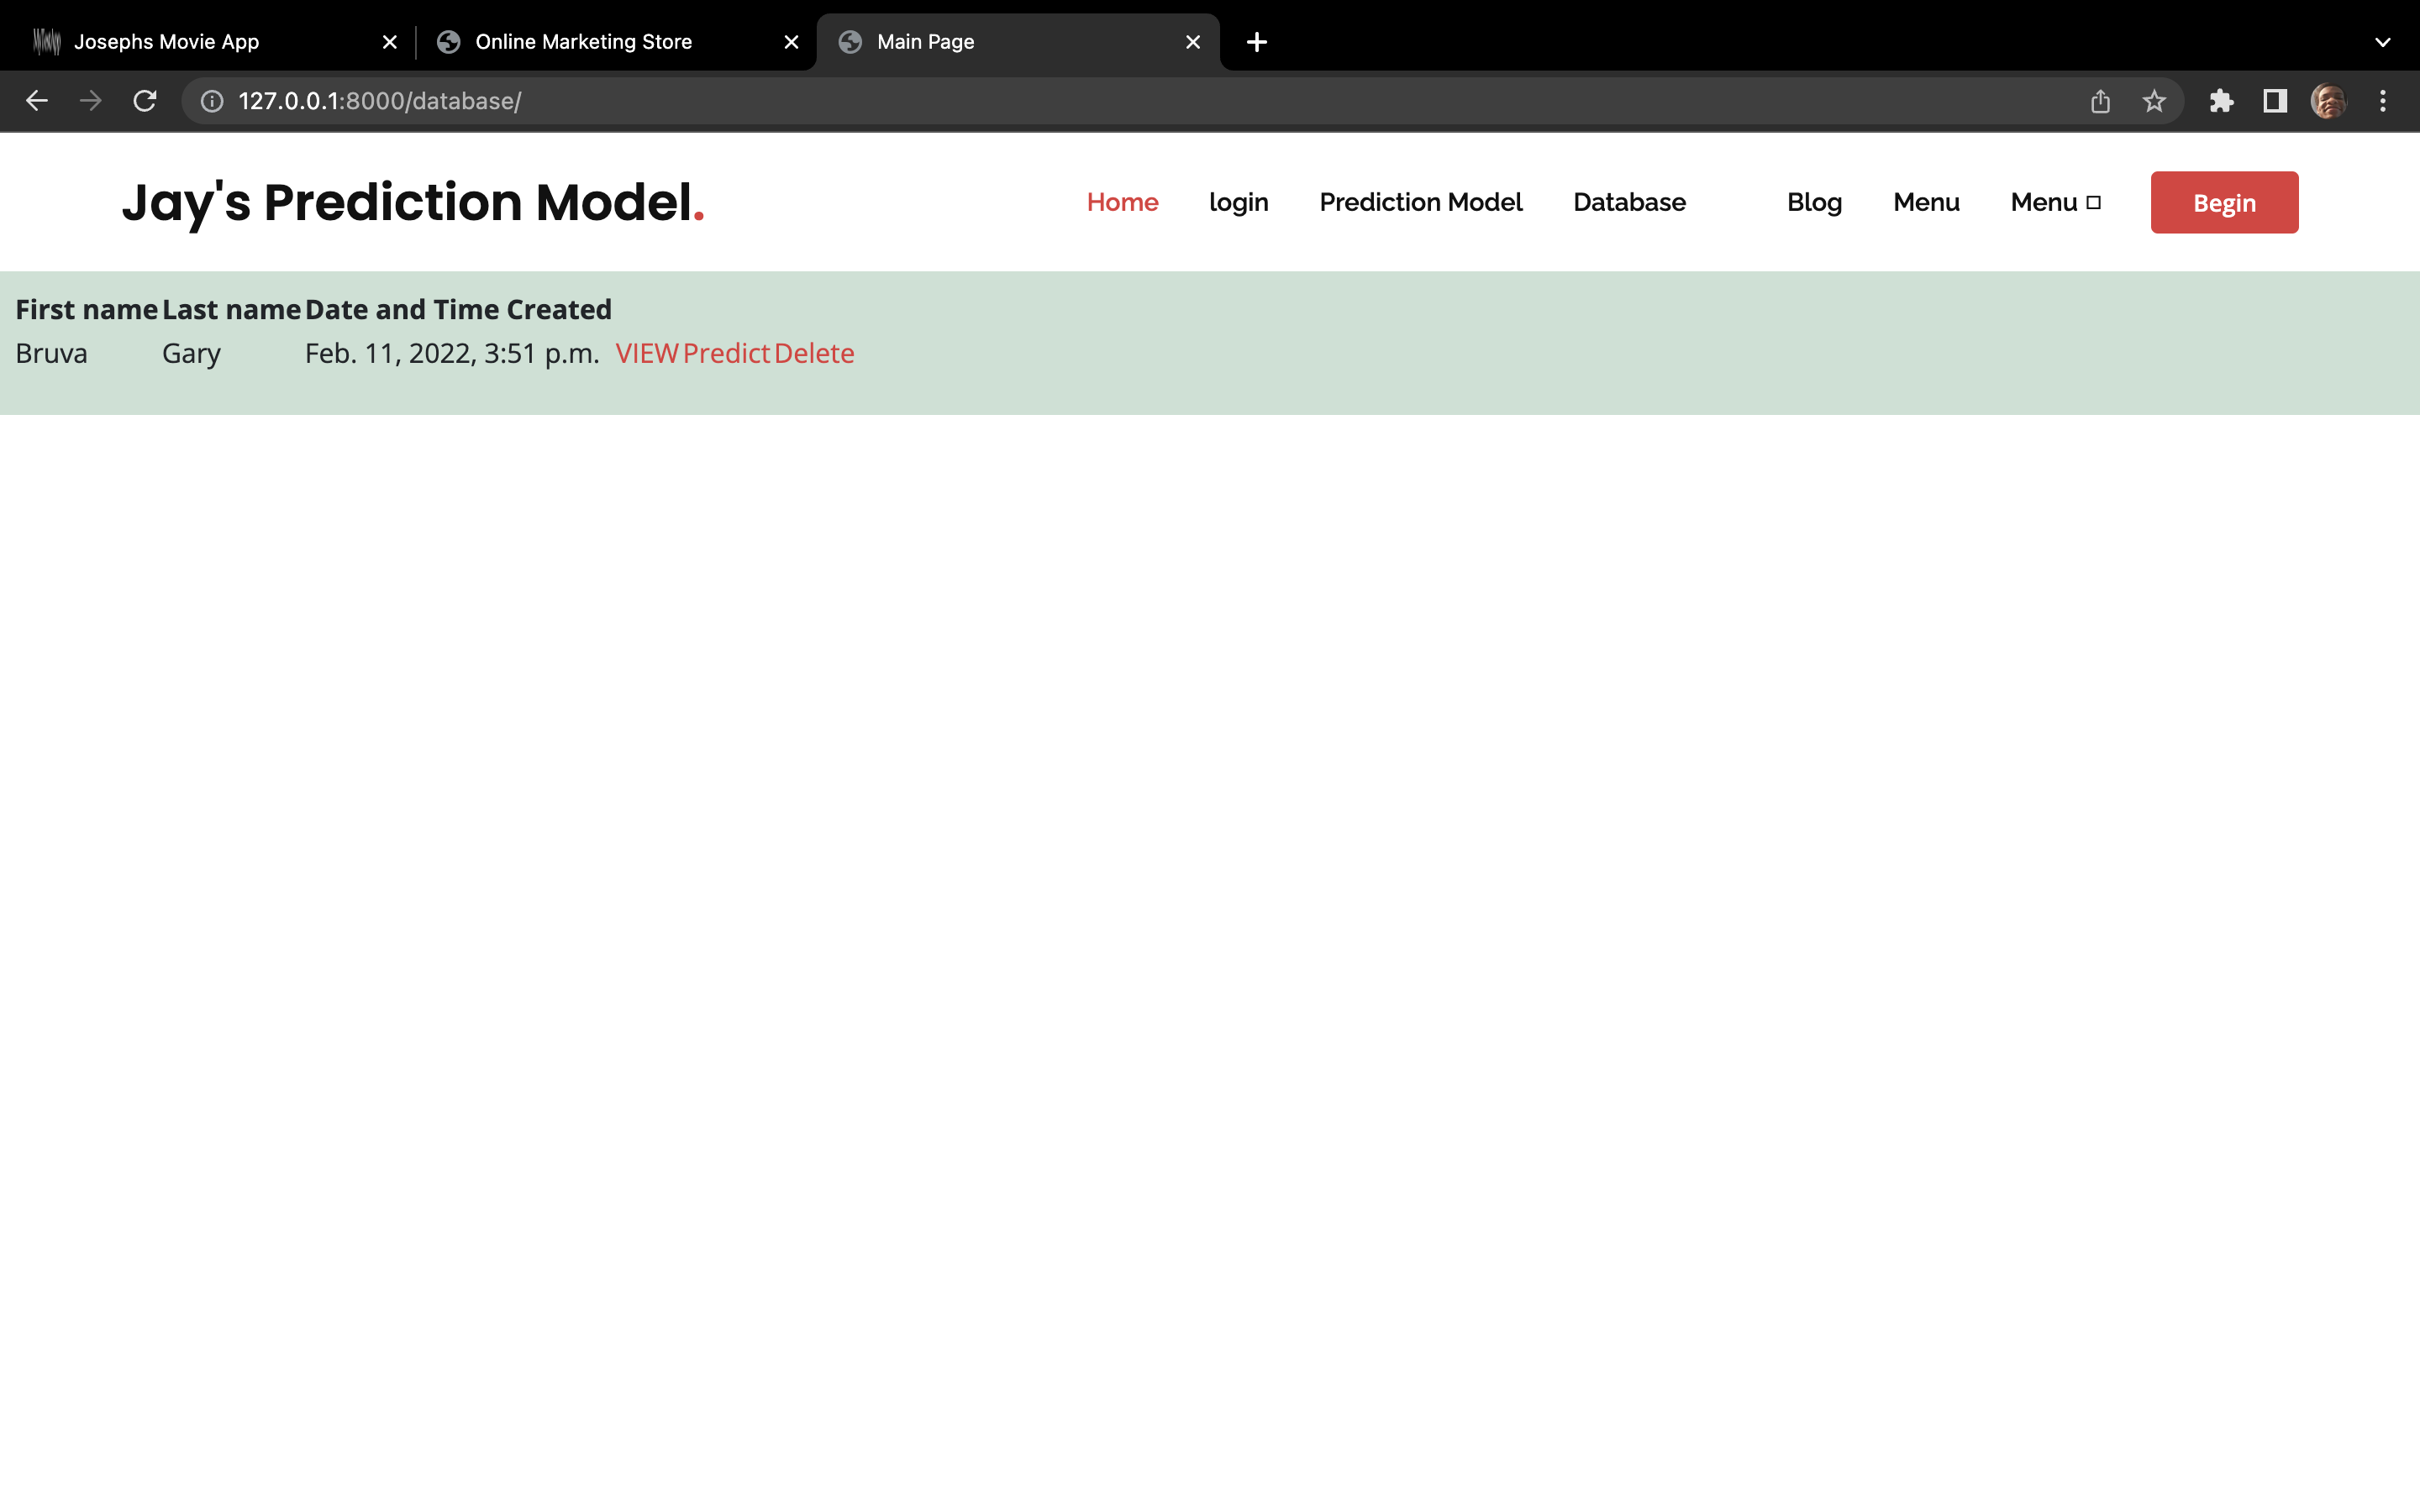 Josephs Movie App
Online Marketing Store
Main Page
127.0.0.1:8000/database/
Jay's Prediction Model.
Home login Prediction Model Database Blog Menu Menu Begin
First name Last name Date and Time Created
Bruva Gary Feb. 11, 2022, 3:51 p.m. VIEW Predict Delete